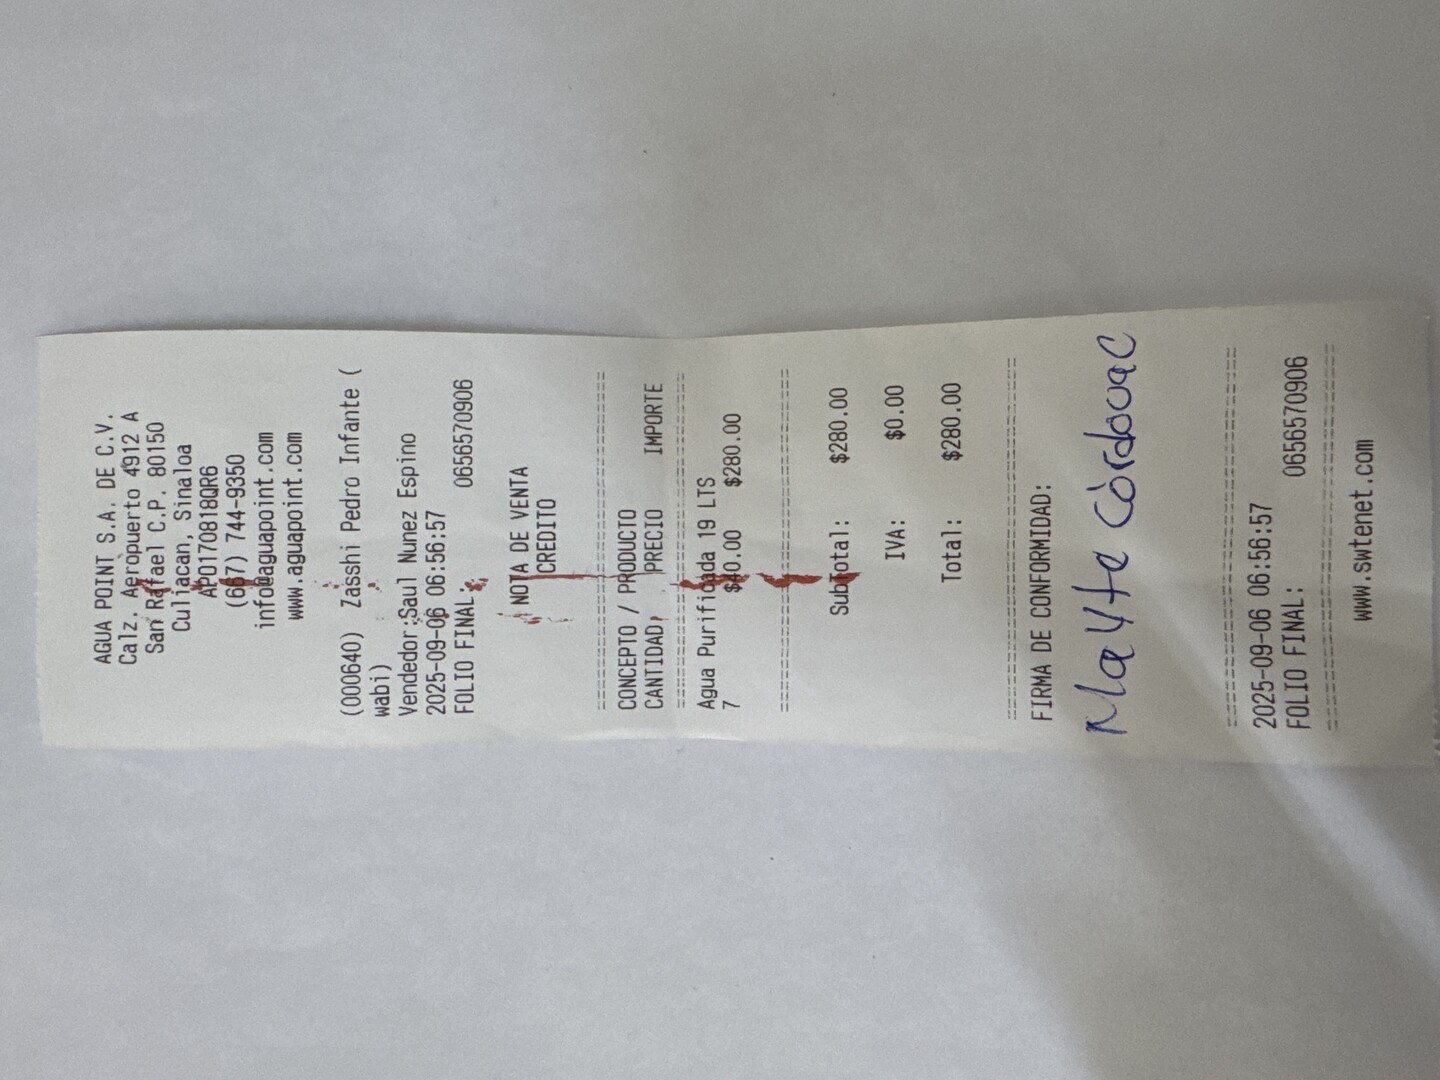 AGUA POINT S.A. DE C.V.
Calz. Aeropuerto 4912 A
San Rafael C.P. 80150
Culiacan, Sinaloa
APO170818QR6
(667) 744-9350
info@aguapoint.com
www.aguapoint.com
(000640) Zasshi Pedro Infante (
wabi)
Vendedor:Saul Nunez Espino
2025-09-06 06:56:57
FOLIO FINAL: 0656570906
NOTA DE VENTA
CREDITO
CONCEPTO / PRODUCTO
CANTIDAD PRECIO IMPORTE
Agua Purificada 19 LTS
7 $40.00 $280.00
SubTotal: $280.00
IVA: $0.00
Total: $280.00
FIRMA DE CONFORMIDAD:
Mayte Còrdova C
2025-09-06 06:56:57
FOLIO FINAL: 0656570906
www.swtenet.com